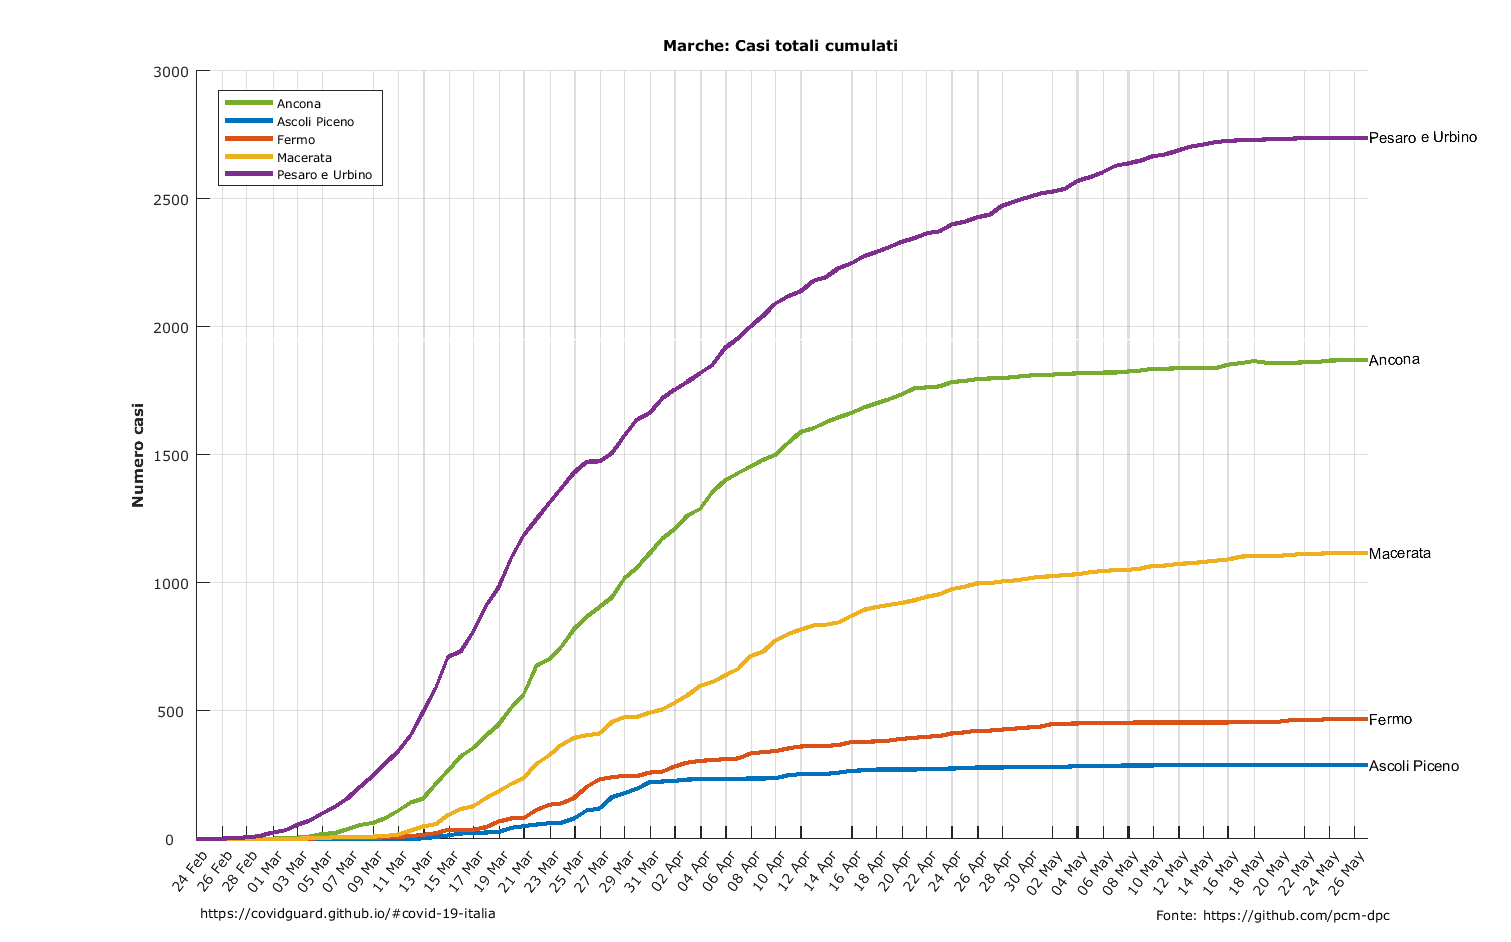 Marche: Casi totali cumulati
3000
2500
2000
1500
1000
500
0
Numero casi
Ancona
Ascoli Piceno
Fermo
Macerata
Pesaro e Urbino
Pesaro e Urbino
Ancona
Macerata
Fermo
Ascoli Piceno
24 Feb
26 Feb
28 Feb
01 Mar
03 Mar
05 Mar
07 Mar
09 Mar
11 Mar
13 Mar
15 Mar
17 Mar
19 Mar
21 Mar
23 Mar
25 Mar
27 Mar
29 Mar
31 Mar
02 Apr
04 Apr
06 Apr
08 Apr
10 Apr
12 Apr
14 Apr
16 Apr
18 Apr
20 Apr
22 Apr
24 Apr
26 Apr
28 Apr
30 Apr
02 May
04 May
06 May
08 May
10 May
12 May
14 May
16 May
18 May
20 May
22 May
24 May
26 May
https://covidguard.github.io/#covid-19-italia
Fonte: https://github.com/pcm-dpc